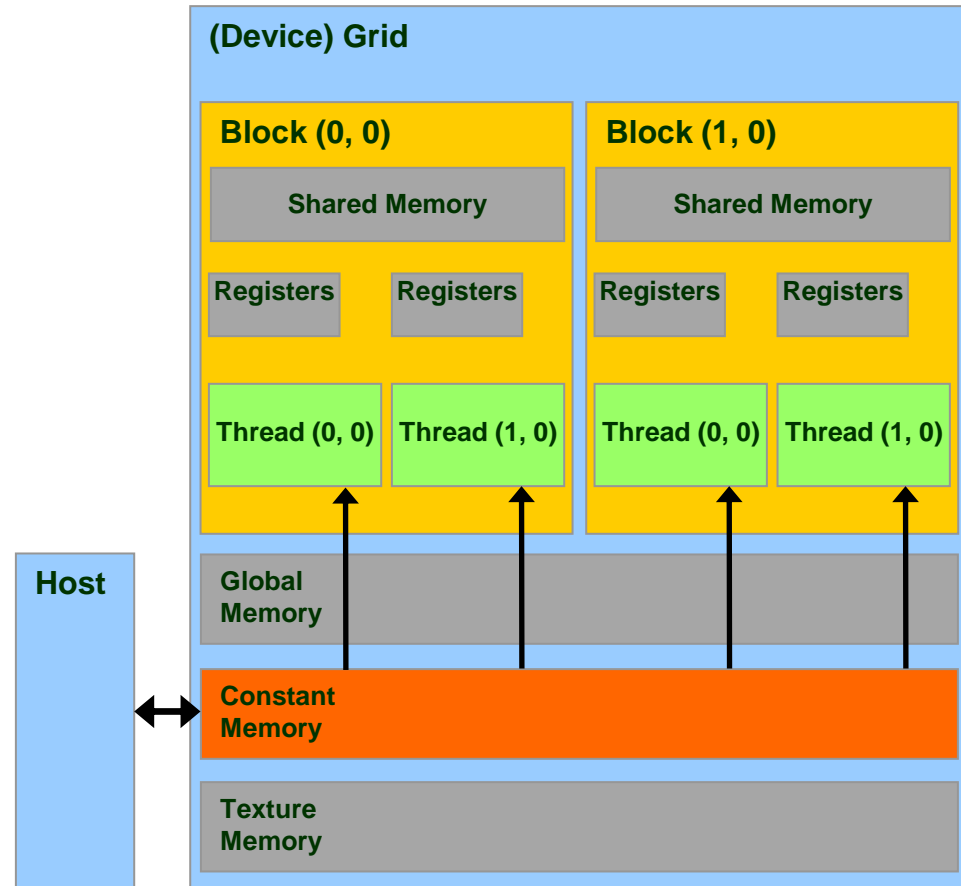 (Device) Grid
Block (0, 0)
Block (1, 0)
Shared Memory
Shared Memory
Registers
Registers
Registers
Registers
Thread (0, 0)
Thread (1, 0)
Thread (0, 0)
Thread (1, 0)
Host
Global
Memory
Constant
Memory
Texture
Memory